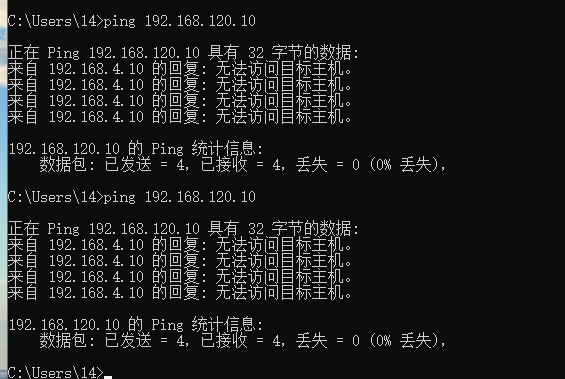 C:\Users\14>ping 192.168.120.10
正在 Ping 192.168.120.10 具有 32 字节的数据:
来自 192.168.4.10 的回复: 无法访问目标主机。
来自 192.168.4.10 的回复: 无法访问目标主机。
来自 192.168.4.10 的回复: 无法访问目标主机。
来自 192.168.4.10 的回复: 无法访问目标主机。
192.168.120.10 的 Ping 统计信息:
数据包: 已发送 = 4, 已接收 = 4, 丢失 = 0 (0% 丢失),
C:\Users\14>ping 192.168.120.10
正在 Ping 192.168.120.10 具有 32 字节的数据:
来自 192.168.4.10 的回复: 无法访问目标主机。
来自 192.168.4.10 的回复: 无法访问目标主机。
来自 192.168.4.10 的回复: 无法访问目标主机。
来自 192.168.4.10 的回复: 无法访问目标主机。
192.168.120.10 的 Ping 统计信息:
数据包: 已发送 = 4, 已接收 = 4, 丢失 = 0 (0% 丢失),
C:\Users\14>